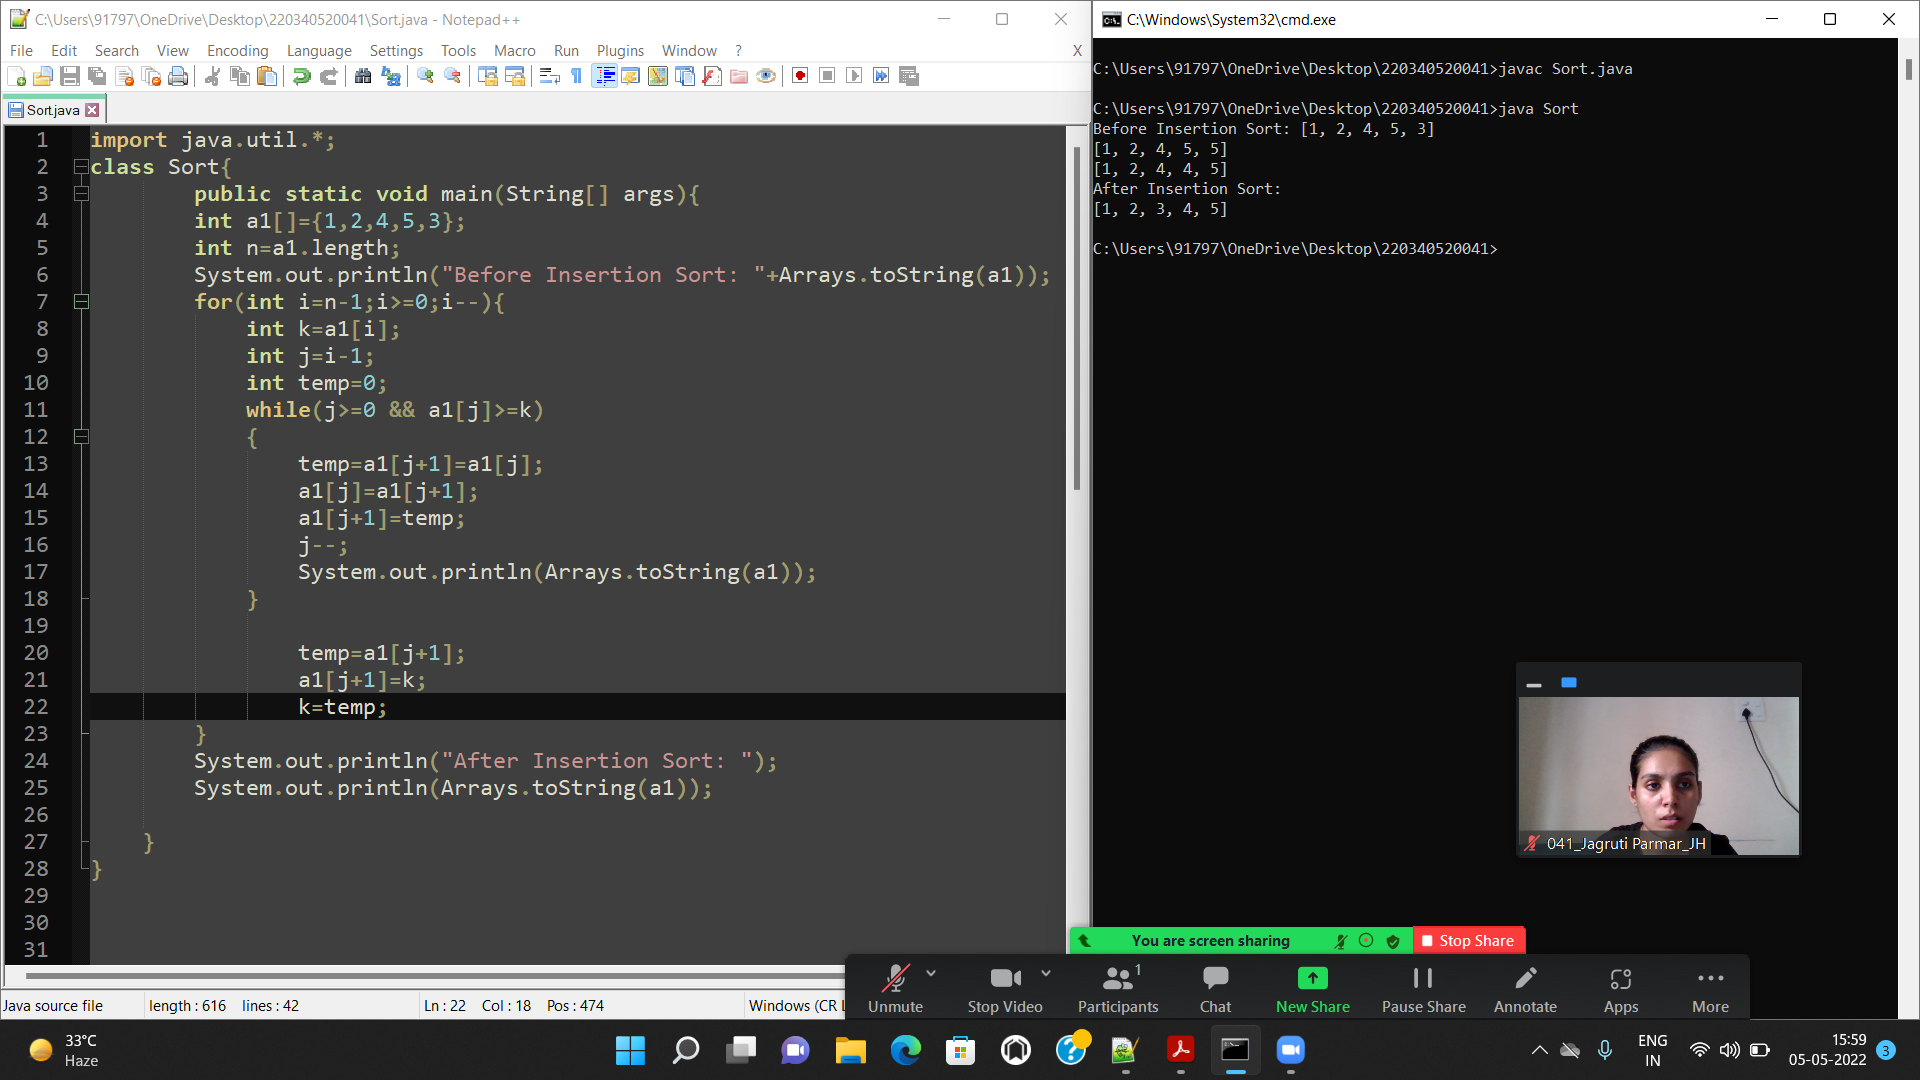 C:\Users\91797\OneDrive\Desktop\220340520041\Sort.java - Notepad++
File Edit Search View Encoding Language Settings Tools Macro Run Plugins Window ? X
Sort.java
1 import java.util.*;
2 class Sort{
3 public static void main(String[] args){
4 int a1[]={1,2,4,5,3};
5 int n=a1.length;
6 System.out.println("Before Insertion Sort: "+Arrays.toString(a1));
7 for(int i=n-1;i>=0;i--){
8 int k=a1[i];
9 int j=i-1;
10 int temp=0;
11 while(j>=0 && a1[j]>=k)
12 {
13 temp=a1[j+1]=a1[j];
14 a1[j]=a1[j+1];
15 a1[j+1]=temp;
16 j--;
17 System.out.println(Arrays.toString(a1));
18 }
19
20 temp=a1[j+1];
21 a1[j+1]=k;
22 k=temp;
23 }
24 System.out.println("After Insertion Sort: ");
25 System.out.println(Arrays.toString(a1));
26
27 }
28 }
29
30
31
Java source file length : 616 lines : 42 Ln : 22 Col : 18 Pos : 474 Windows (CR L
C:\Windows\System32\cmd.exe
C:\Users\91797\OneDrive\Desktop\220340520041>javac Sort.java
C:\Users\91797\OneDrive\Desktop\220340520041>java Sort
Before Insertion Sort: [1, 2, 4, 5, 3]
[1, 2, 4, 5, 5]
[1, 2, 4, 4, 5]
After Insertion Sort:
[1, 2, 3, 4, 5]
C:\Users\91797\OneDrive\Desktop\220340520041>
041_Jagruti Parmar_JH
You are screen sharing Stop Share
1
Unmute Stop Video Participants Chat New Share Pause Share Annotate Apps More
33°C
Haze
ENG
IN
15:59
05-05-2022
3